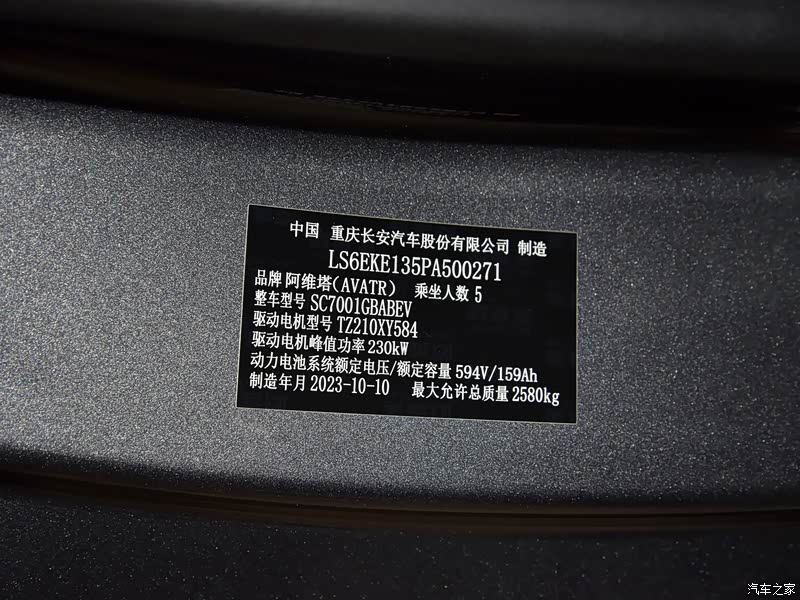 中国 重庆长安汽车股份有限公司 制造
LS6EKE135PA500271
品牌 阿维塔(AVATR) 乘坐人数 5
整车型号 SC7001GBABEV
驱动电机型号 TZ210XY584
驱动电机峰值功率 230kW
动力电池系统额定电压/额定容量 594V/159Ah
制造年月 2023-10-10 最大允许总质量 2580kg
汽车之家